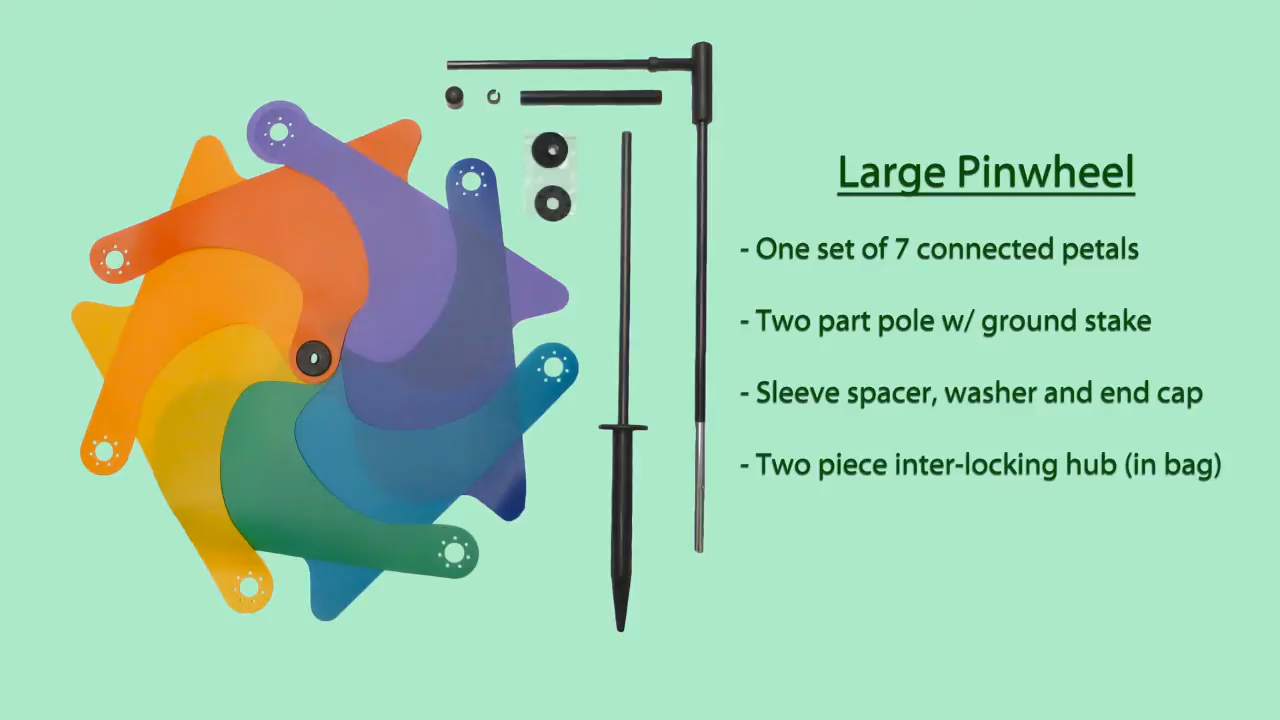 Large Pinwheel
- One set of 7 connected petals
- Two part pole w/ ground stake
- Sleeve spacer, washer and end cap
- Two piece inter-locking hub (in bag)